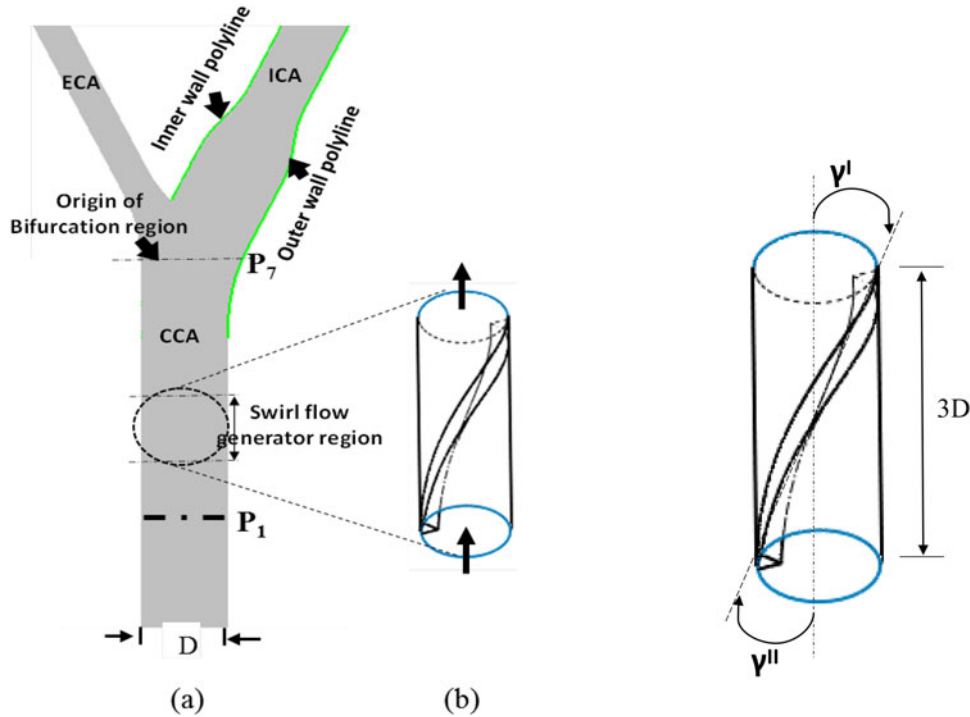 ECA
Inner wall polyline
ICA
Outer wall polyline
Origin of
Bifurcation region
P7
CCA
Swirl flow
generator region
P1
D
(a)
(b)
γI
3D
γII